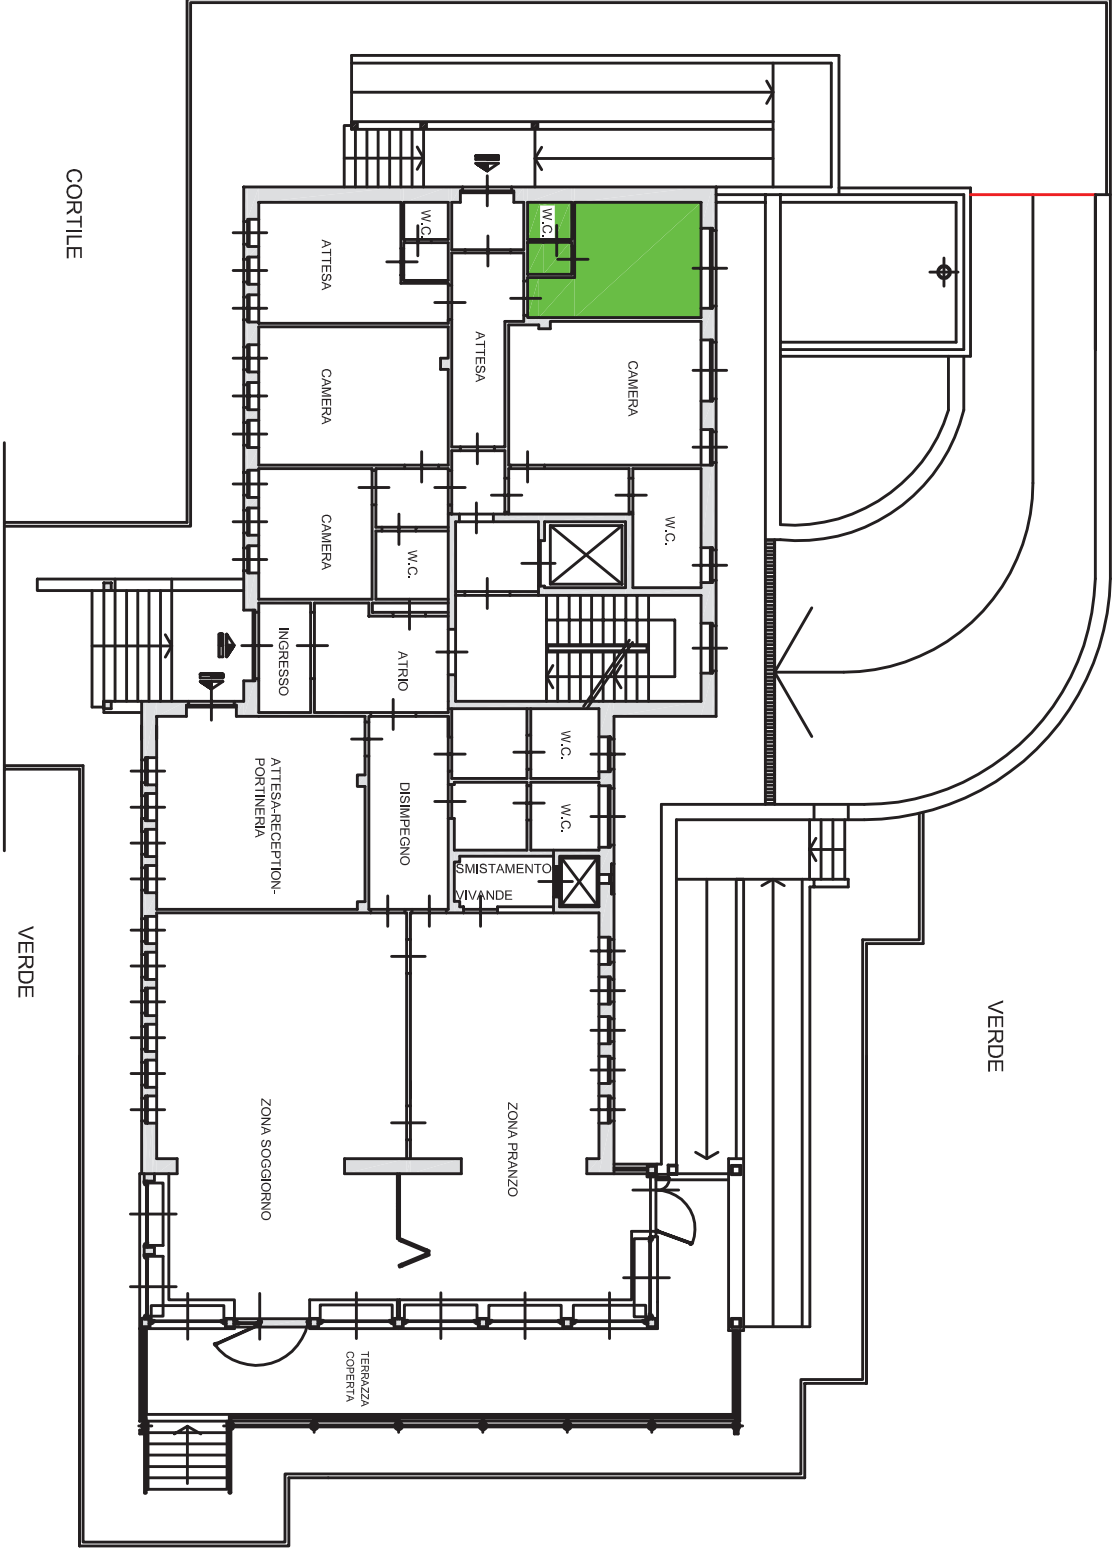 CORTILE
W.C.
W.C.
ATTESA
ATTESA
CAMERA
CAMERA
CAMERA
W.C.
W.C.
INGRESSO
ATRIO
W.C.
ATTESA-RECEPTION-
PORTINERIA
DISIMPEGNO
W.C.
SMISTAMENTO
VIVANDE
VERDE
VERDE
ZONA SOGGIORNO
ZONA PRANZO
TERRAZZA
COPERTA